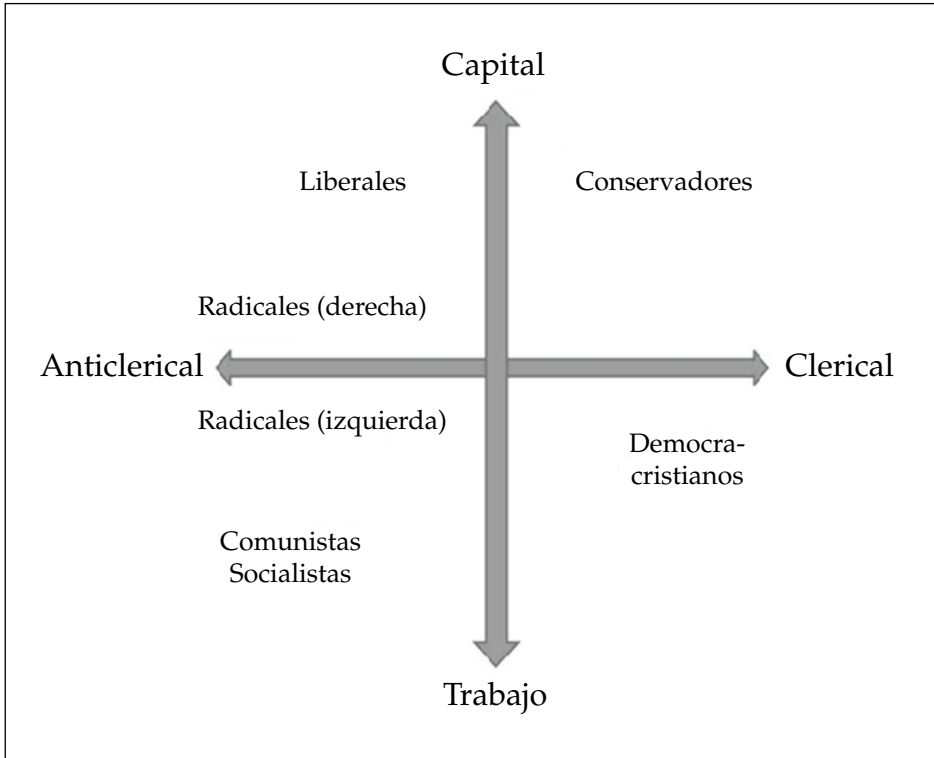 Capital
Liberales
Conservadores
Radicales (derecha)
Anticlerical
Clerical
Radicales (izquierda)
Democra-
cristianos
Comunistas
Socialistas
Trabajo